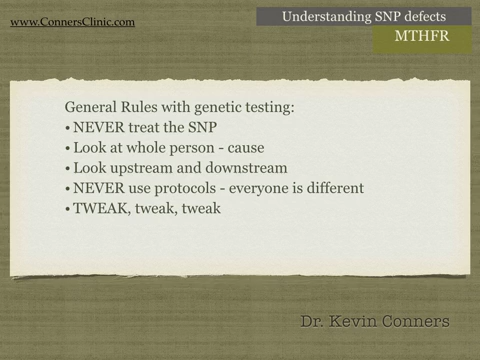 www.ConnersClinic.com
Understanding SNP defects
MTHFR
General Rules with genetic testing:
• NEVER treat the SNP
• Look at whole person - cause
• Look upstream and downstream
• NEVER use protocols - everyone is different
• TWEAK, tweak, tweak
Dr. Kevin Conners